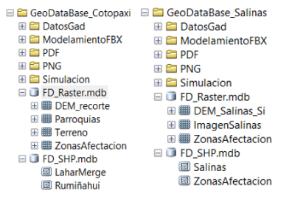 GeoDataBase_Cotopaxi
DatosGad
ModelamientoFBX
PDF
PNG
Simulacion
FD_Raster.mdb
DEM_recorte
Parroquias
Terreno
ZonasAfectacion
FD_SHP.mdb
LaharMerge
Rumiñahui
GeoDataBase_Salinas
DatosGad
ModelamientoFBX
PDF
PNG
Simulacion
FD_Raster.mdb
DEM_Salinas_Si
ImagenSalinas
ZonasAfectacion
FD_SHP.mdb
Salinas
ZonasAfectacion